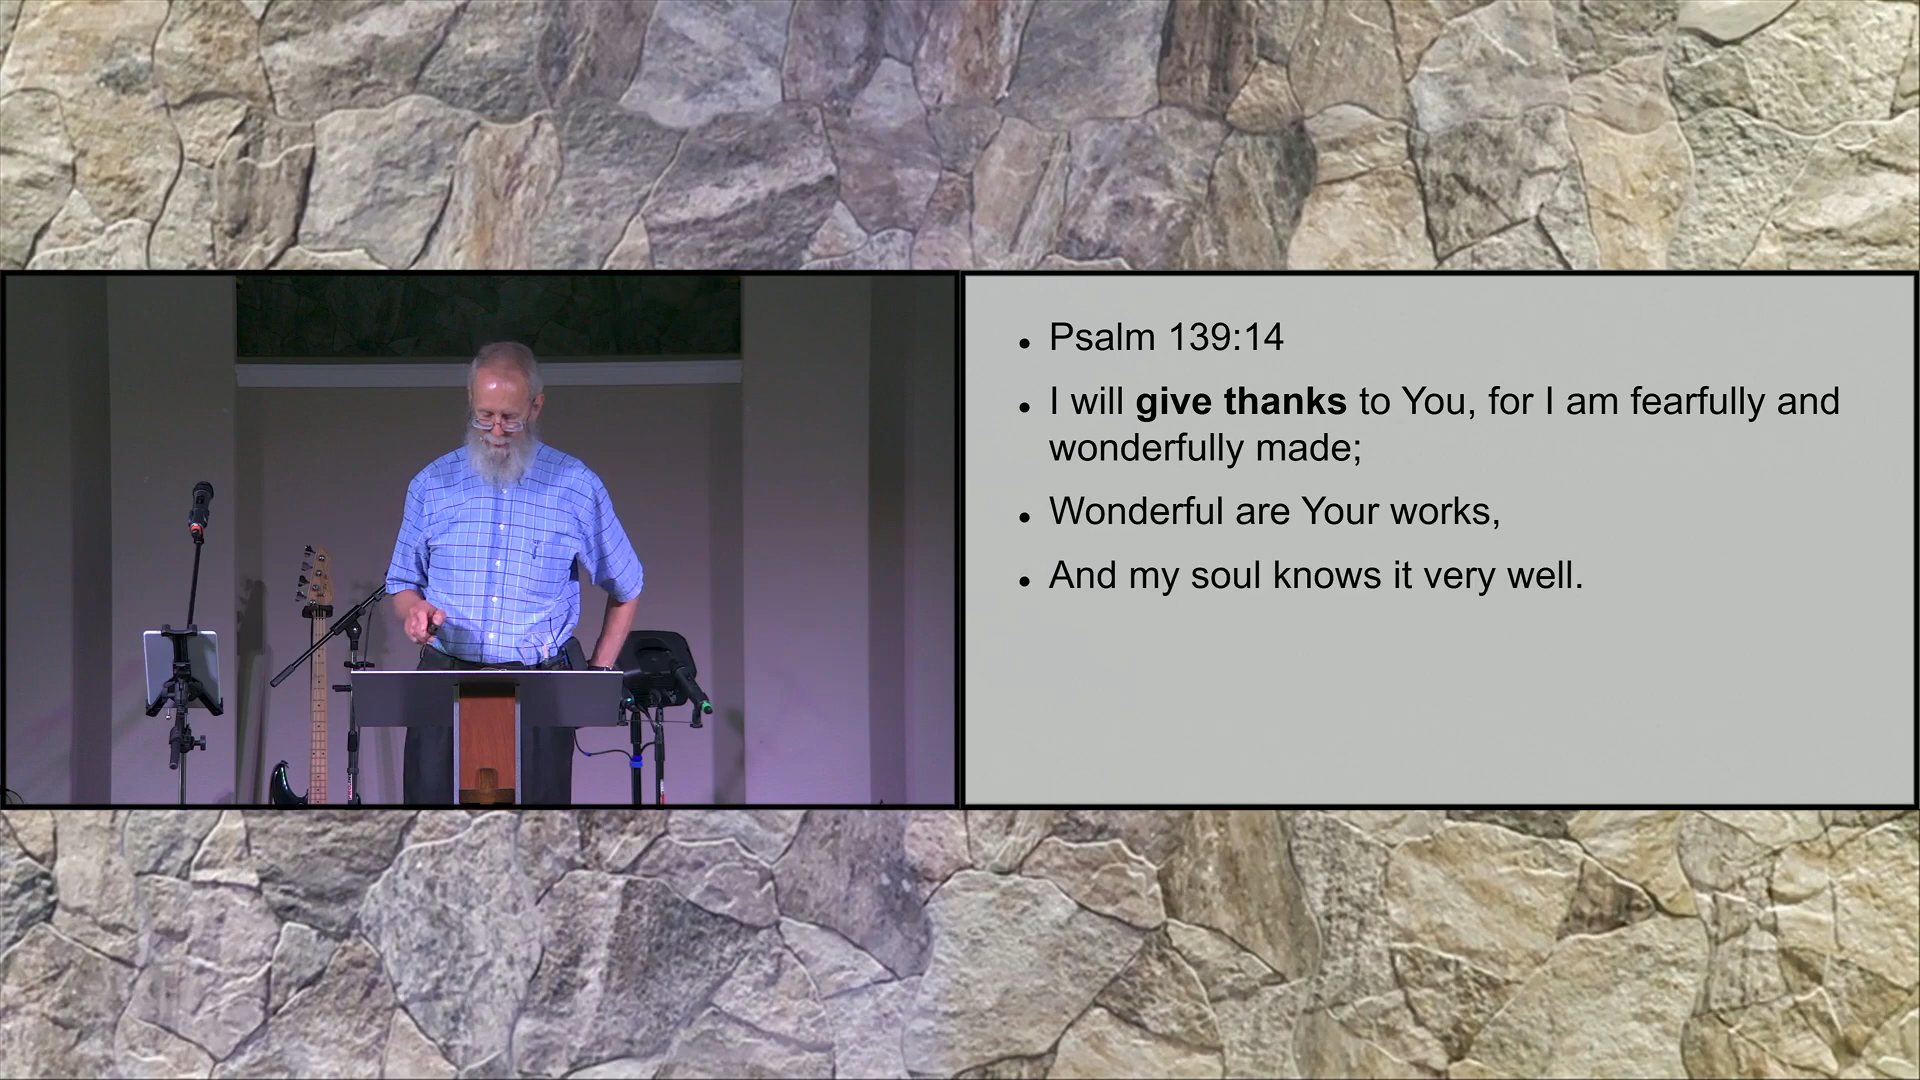 Psalm 139:14
I will give thanks to You, for I am fearfully and
wonderfully made;
Wonderful are Your works,
And my soul knows it very well.